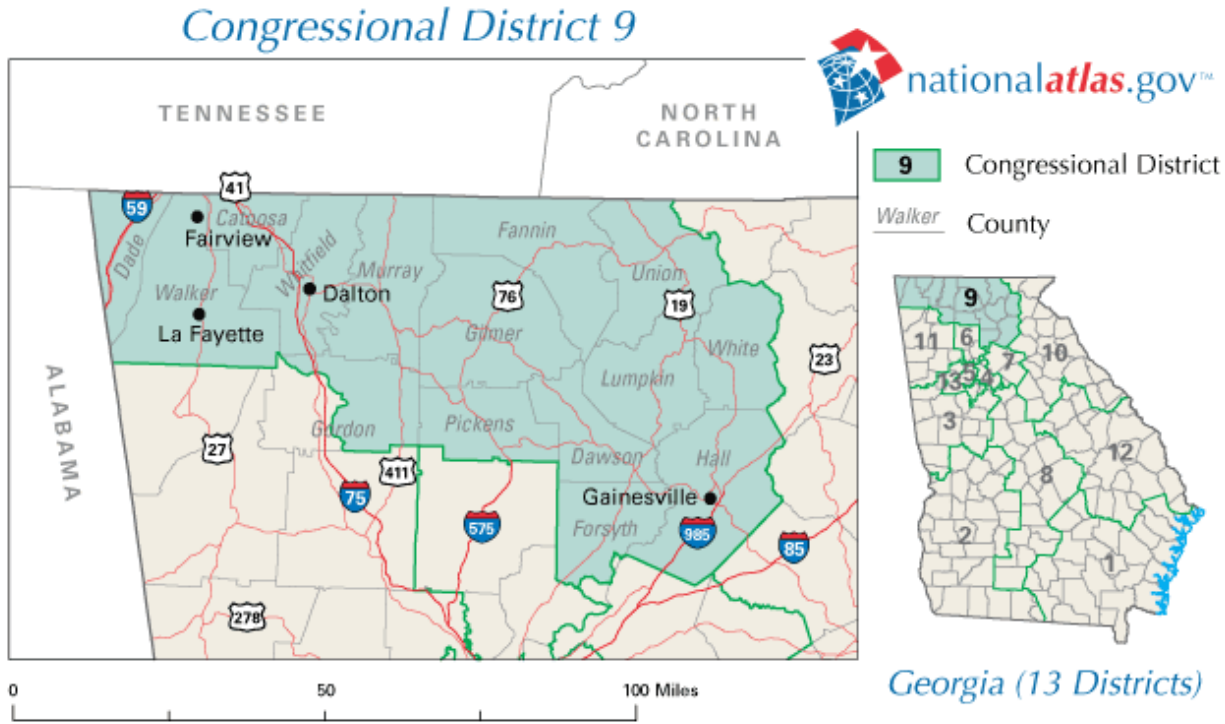 Congressional District 9
nationalatlas.gov™
TENNESSEE
NORTH
CAROLINA
9 Congressional District
Walker County
59
41
Catoosa
Fairview
Dade
Whitfield
Fannin
Murray
Union
Walker
Dalton
76
19
La Fayette
Gilmer
White
23
Lumpkin
ALABAMA
Gordon
Pickens
27
411
Dawson
Hall
75
Gainesville
575
Forsyth
985
85
278
9
11
6
7
10
13
5
4
3
12
8
2
1
0 50 100 Miles
Georgia (13 Districts)